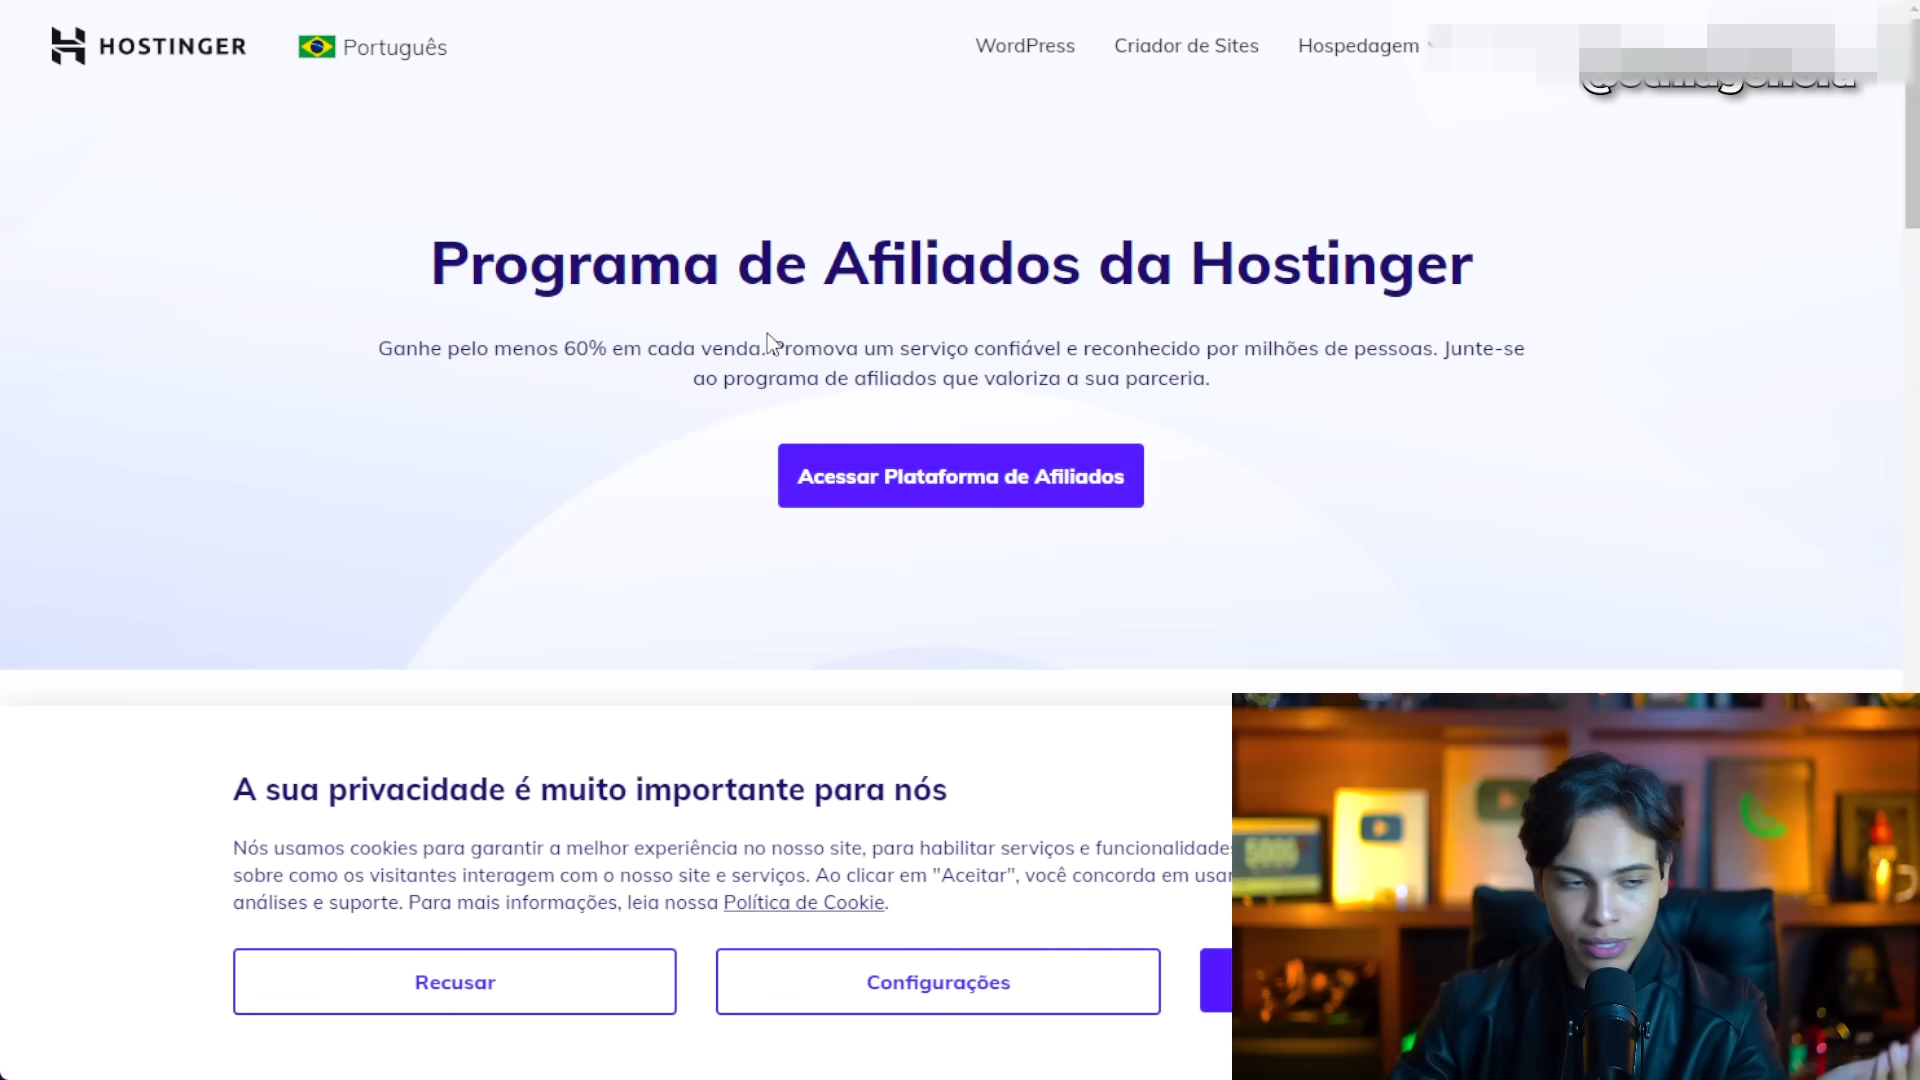 HOSTINGER
Português
WordPress
Criador de Sites
Hospedagem
Programa de Afiliados da Hostinger
Ganhe pelo menos 60% em cada venda. Promova um serviço confiável e reconhecido por milhões de pessoas. Junte-se
ao programa de afiliados que valoriza a sua parceria.
Acessar Plataforma de Afiliados
A sua privacidade é muito importante para nós
Nós usamos cookies para garantir a melhor experiência no nosso site, para habilitar serviços e funcionalidades
sobre como os visitantes interagem com o nosso site e serviços. Ao clicar em "Aceitar", você concorda em usar
análises e suporte. Para mais informações, leia nossa Política de Cookie.
Recusar
Configurações